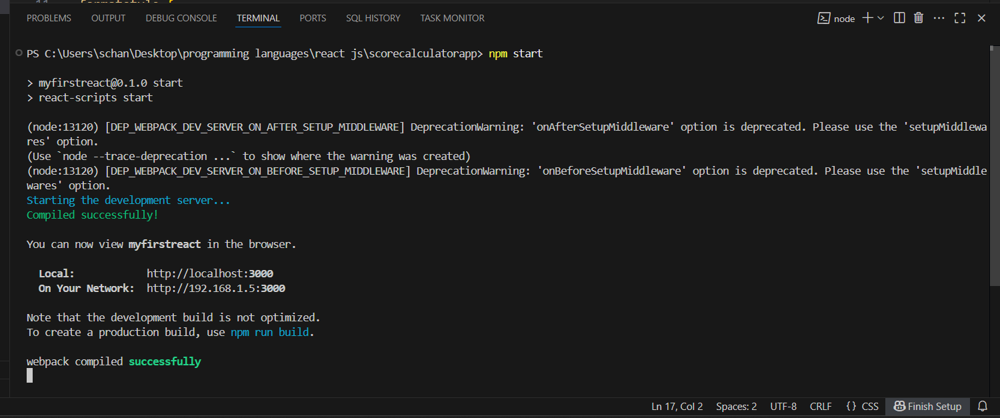 PROBLEMS OUTPUT DEBUG CONSOLE TERMINAL PORTS SQL HISTORY TASK MONITOR node
PS C:\Users\schan\Desktop\programming languages\react js\scorecalculatorapp> npm start
> myfirstreact@0.1.0 start
> react-scripts start
(node:13120) [DEP_WEBPACK_DEV_SERVER_ON_AFTER_SETUP_MIDDLEWARE] DeprecationWarning: 'onAfterSetupMiddleware' option is deprecated. Please use the 'setupMiddlewa
res' option.
(Use `node --trace-deprecation ...` to show where the warning was created)
(node:13120) [DEP_WEBPACK_DEV_SERVER_ON_BEFORE_SETUP_MIDDLEWARE] DeprecationWarning: 'onBeforeSetupMiddleware' option is deprecated. Please use the 'setupMiddle
wares' option.
Starting the development server...
Compiled successfully!
You can now view myfirstreact in the browser.
Local: http://localhost:3000
On Your Network: http://192.168.1.5:3000
Note that the development build is not optimized.
To create a production build, use npm run build.
webpack compiled successfully
Ln 17, Col 2 Spaces: 2 UTF-8 CRLF {} CSS Finish Setup